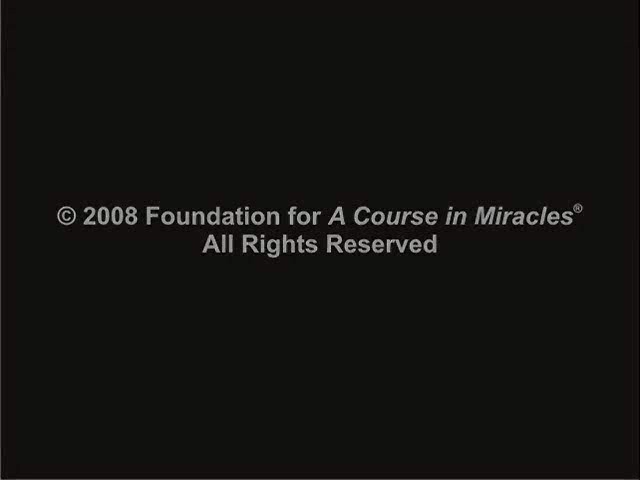 © 2008 Foundation for A Course in Miracles®
All Rights Reserved